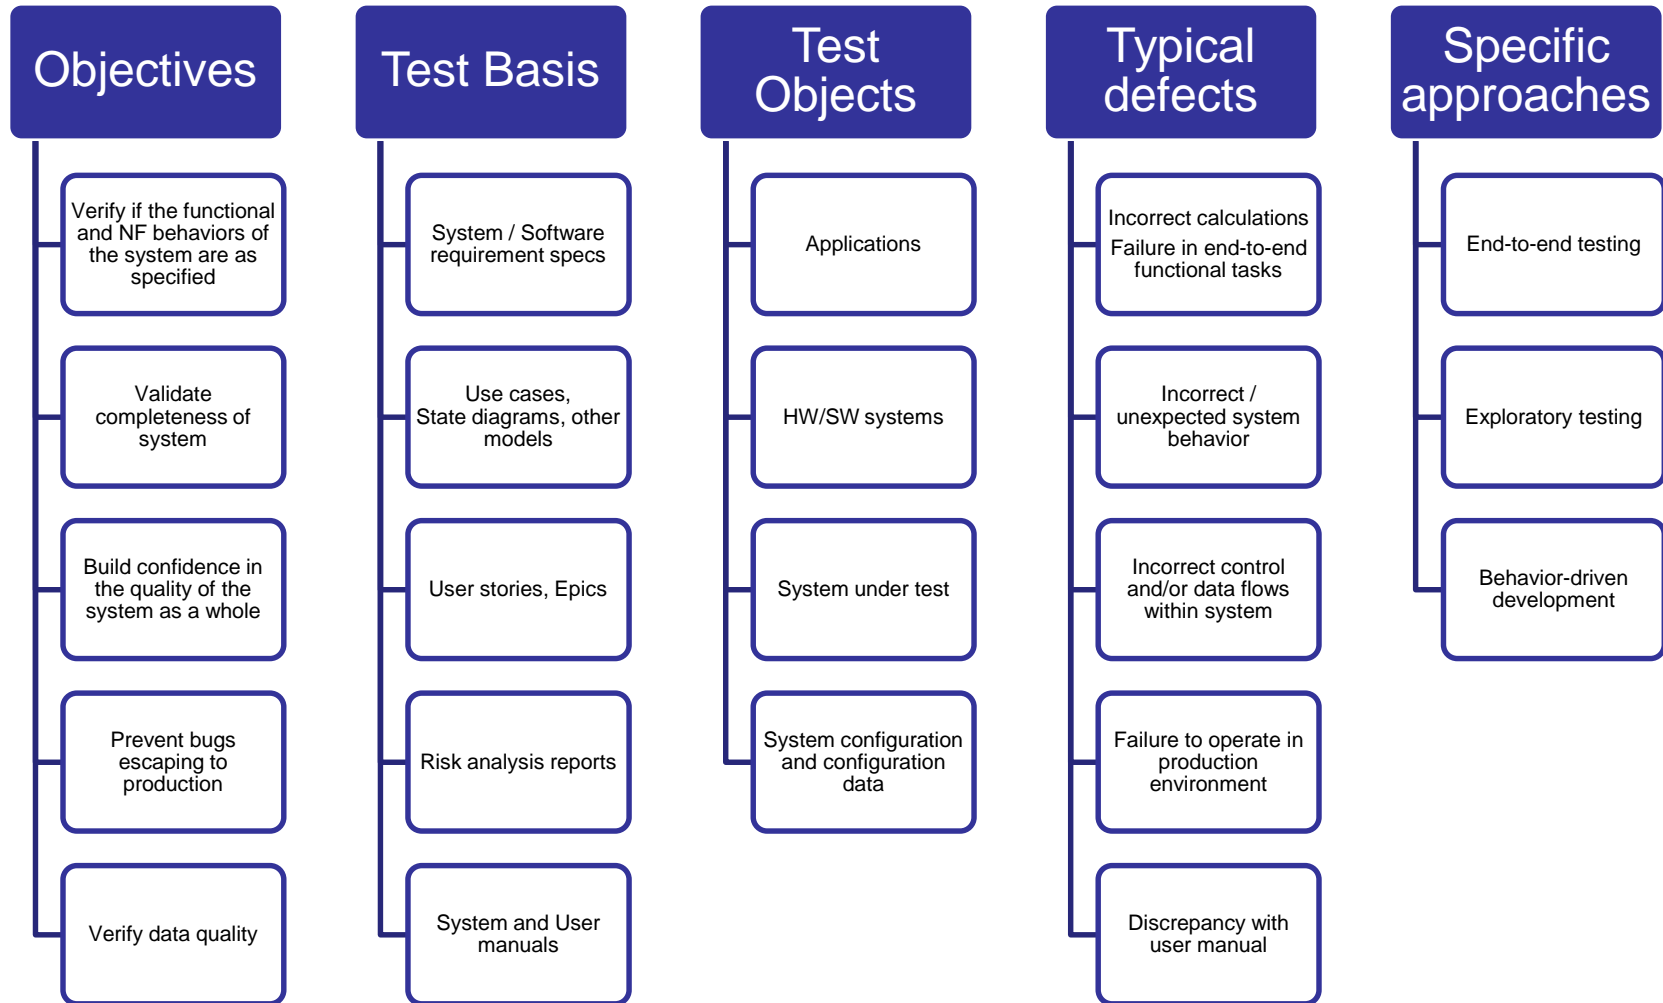 Objectives
Verify if the functional
and NF behaviors of
the system are as
specified
Validate
completeness of
system
Build confidence in
the quality of the
system as a whole
Prevent bugs
escaping to
production
Verify data quality
Test Basis
System / Software
requirement specs
Use cases,
State diagrams, other
models
User stories, Epics
Risk analysis reports
System and User
manuals
Test
Objects
Applications
HW/SW systems
System under test
System configuration
and configuration
data
Typical
defects
Incorrect calculations
Failure in end-to-end
functional tasks
Incorrect /
unexpected system
behavior
Incorrect control
and/or data flows
within system
Failure to operate in
production
environment
Discrepancy with
user manual
Specific
approaches
End-to-end testing
Exploratory testing
Behavior-driven
development